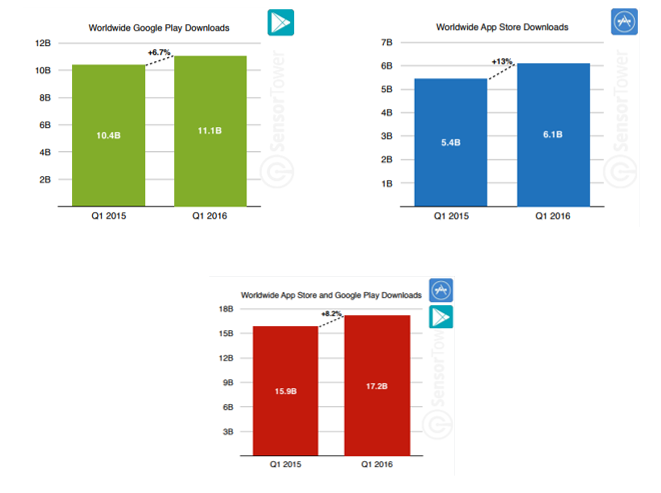 Worldwide Google Play Downloads
12B
10B
8B
6B
4B
2B
+6.7%
10.4B
11.1B
Q1 2015
Q1 2016
SensorTower
Worldwide App Store Downloads
7B
6B
5B
4B
3B
2B
1B
+13%
5.4B
6.1B
Q1 2015
Q1 2016
SensorTower
Worldwide App Store and Google Play Downloads
18B
15B
12B
9B
6B
3B
+8.2%
15.9B
17.2B
Q1 2015
Q1 2016
SensorTower